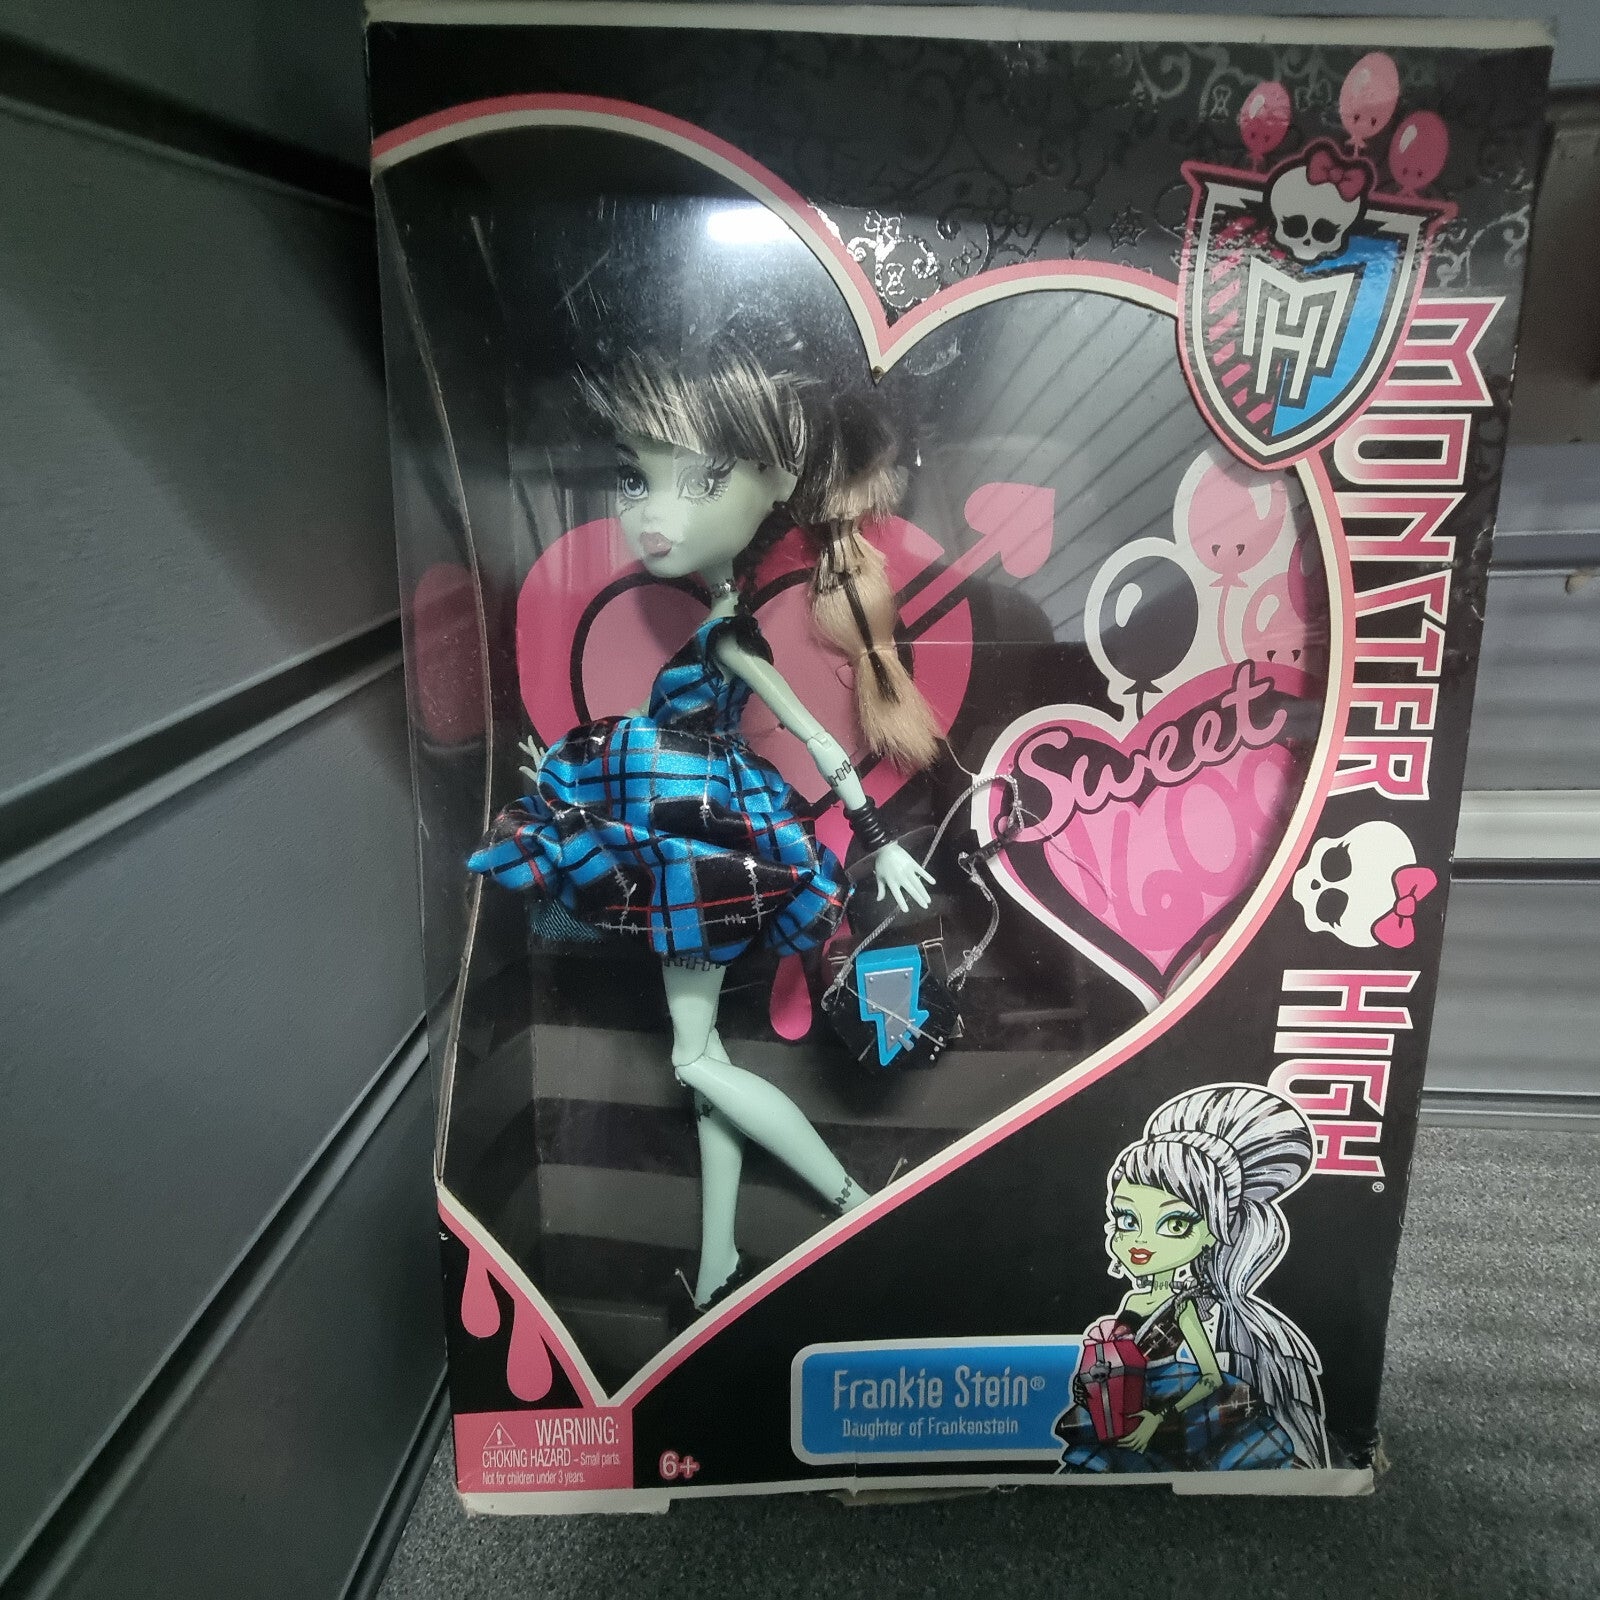 MH
MONSTER HIGH®
Sweet
1600
Frankie Stein®
Daughter of Frankenstein
WARNING:
CHOKING HAZARD – Small parts.
Not for children under 3 years.
6+